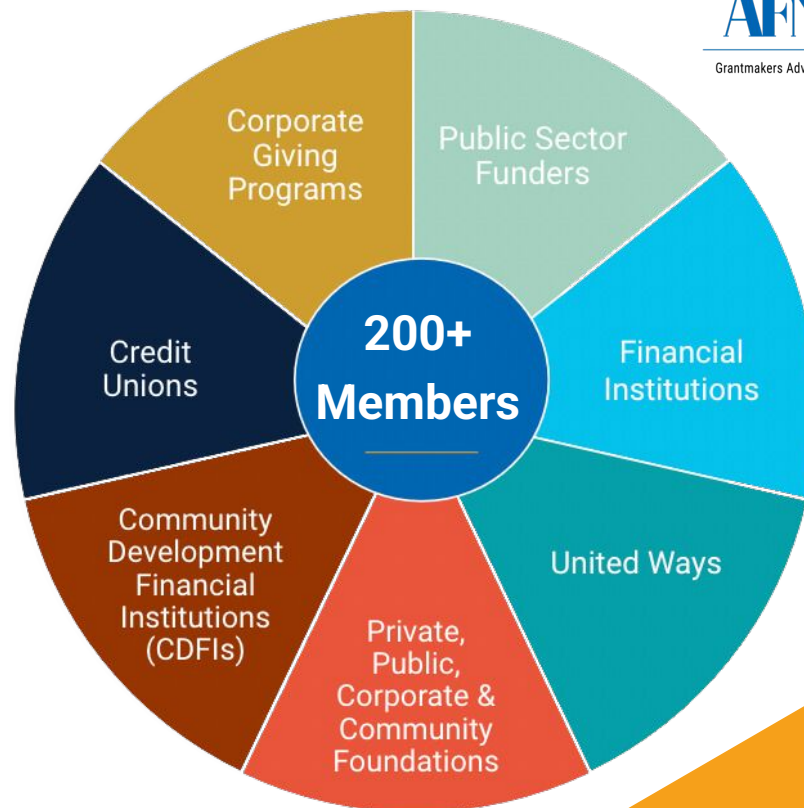 Grantmakers
Corporate
Giving
Programs
Public Sector
Funders
Credit
Unions
200+
Members
Financial
Institutions
Community
Development
Financial
Institutions
(CDFIs)
United Ways
Private,
Public,
Corporate &
Community
Foundations